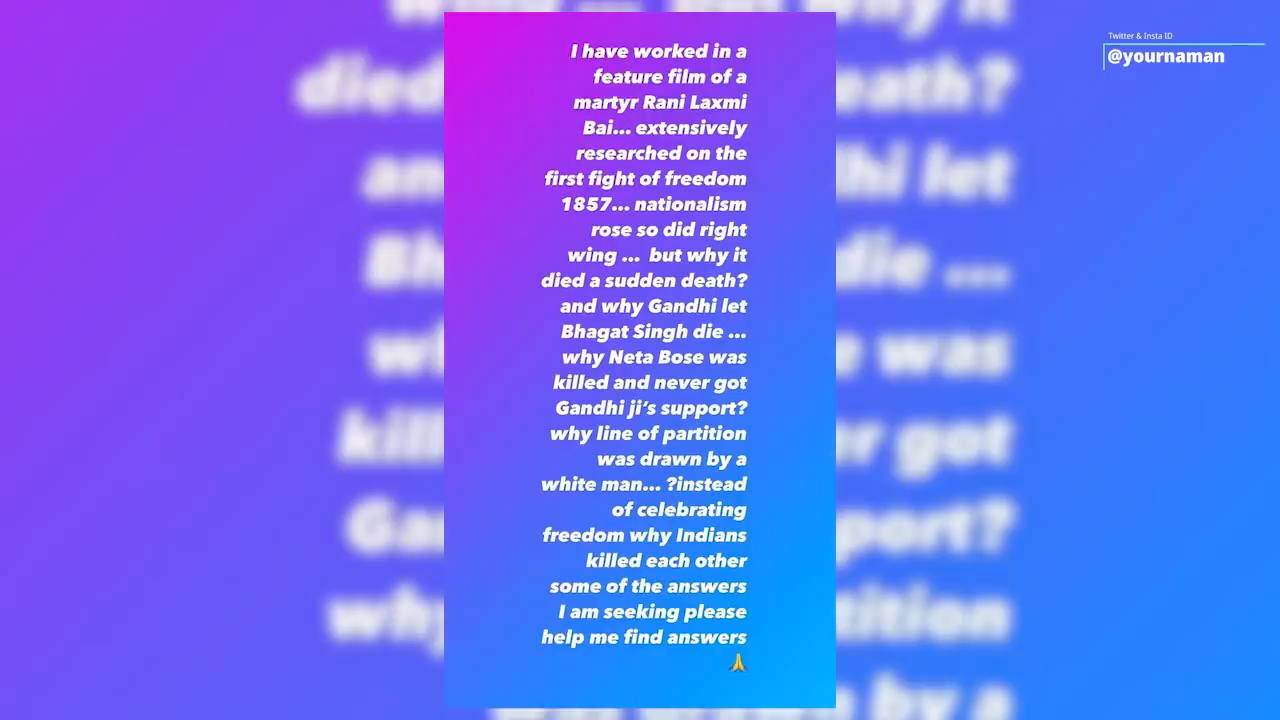 Twitter & Insta ID
@yournaman
I have worked in a
feature film of a
martyr Rani Laxmi
Bai... extensively
researched on the
first fight of freedom
1857... nationalism
rose so did right
wing ... but why it
died a sudden death?
and why Gandhi let
Bhagat Singh die ...
why Neta Bose was
killed and never got
Gandhi ji's support?
why line of partition
was drawn by a
white man... ?instead
of celebrating
freedom why Indians
killed each other
some of the answers
I am seeking please
help me find answers
🙏